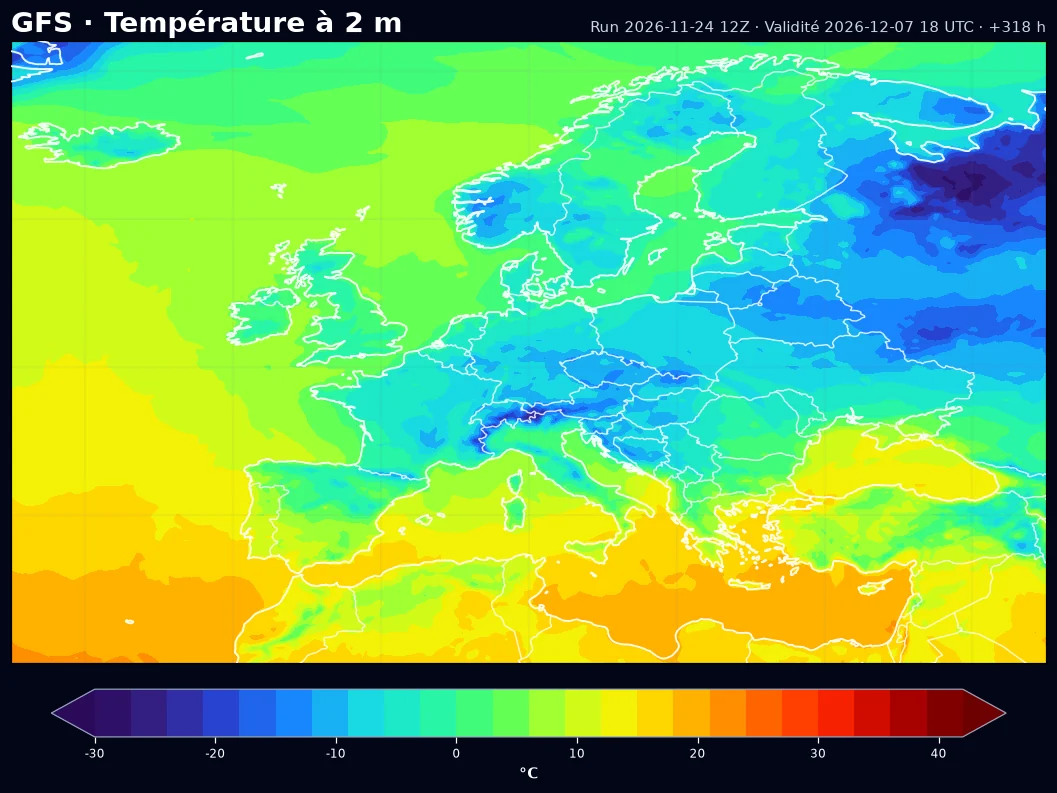 GFS · Température à 2 m
Run 2026-11-24 12Z · Validité 2026-12-07 18 UTC · +318 h
-30 -20 -10 0 10 20 30 40
°C